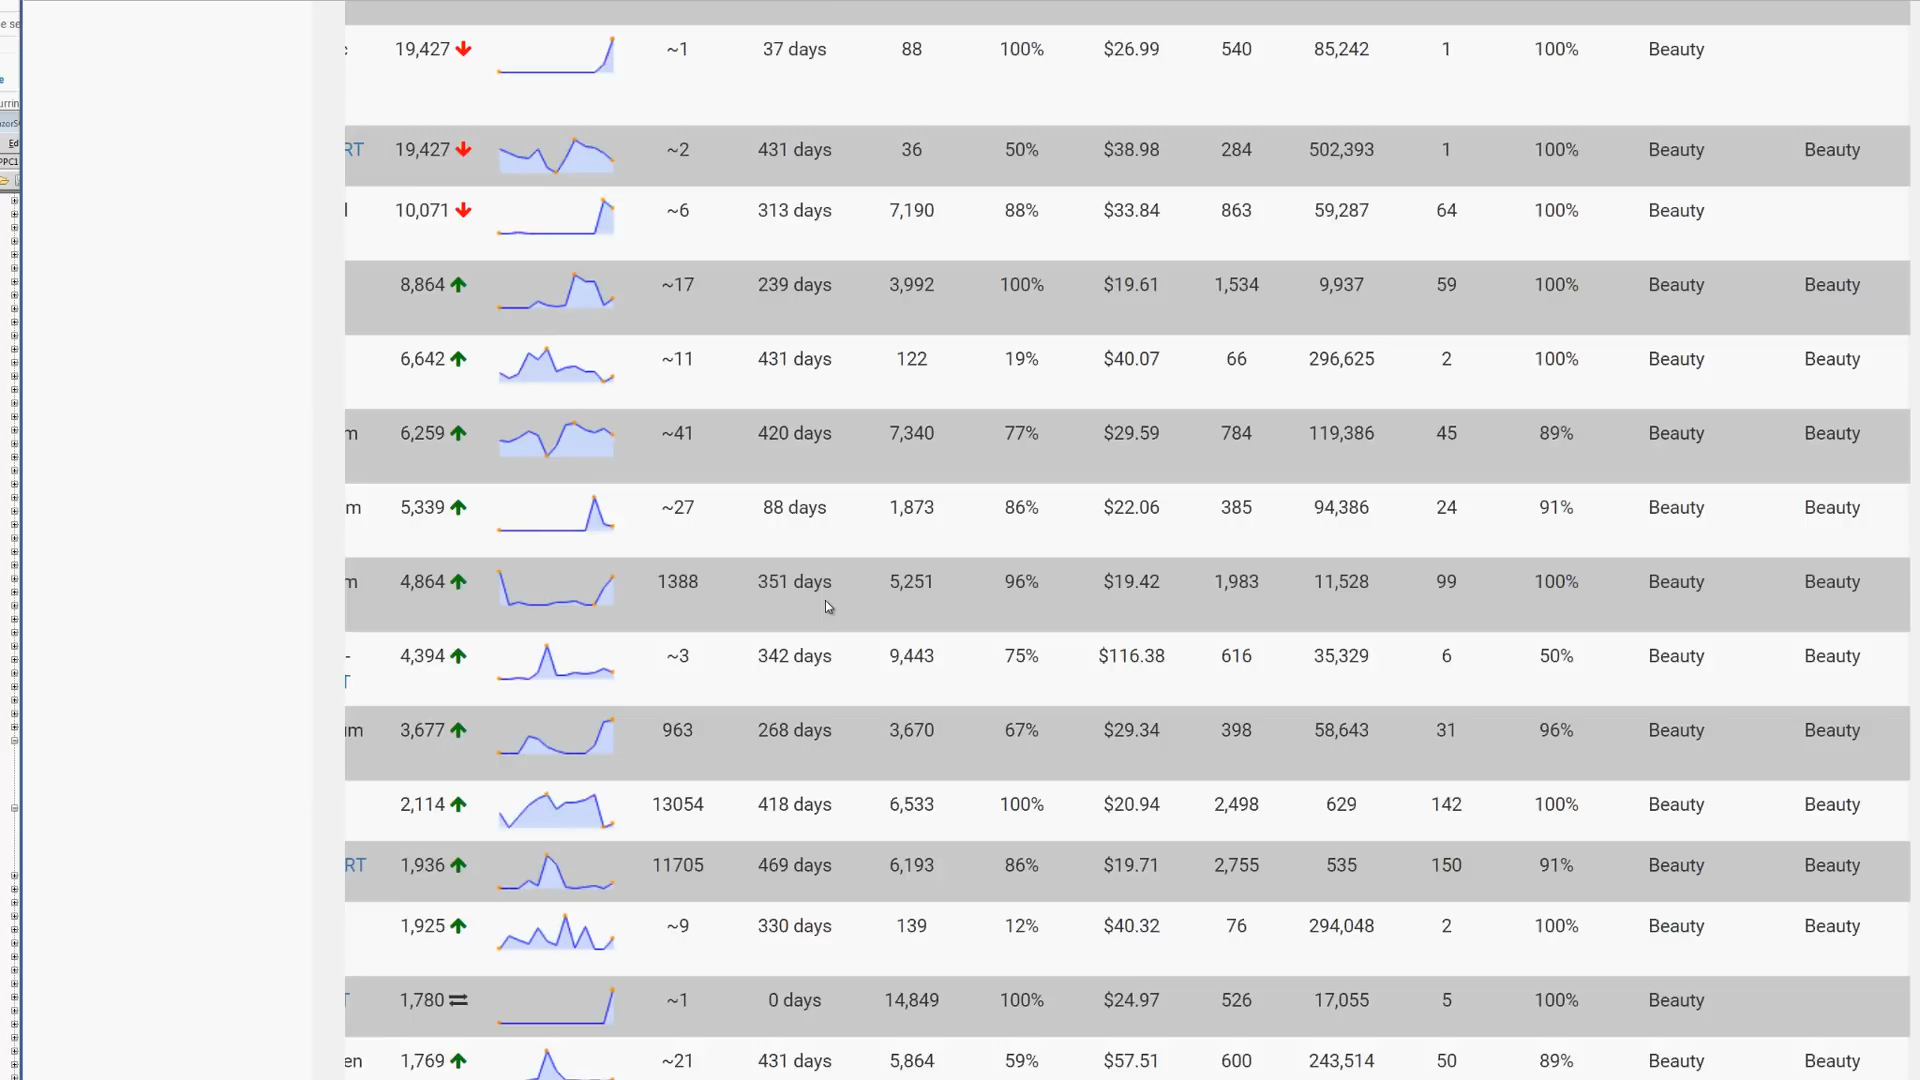 e se
c 19,427 ~1 37 days 88 100% $26.99 540 85,242 1 100% Beauty
e
urrin
azorS
Ed
RT 19,427 ~2 431 days 36 50% $38.98 284 502,393 1 100% Beauty Beauty
PPC1
l 10,071 ~6 313 days 7,190 88% $33.84 863 59,287 64 100% Beauty
8,864 ~17 239 days 3,992 100% $19.61 1,534 9,937 59 100% Beauty Beauty
6,642 ~11 431 days 122 19% $40.07 66 296,625 2 100% Beauty Beauty
m 6,259 ~41 420 days 7,340 77% $29.59 784 119,386 45 89% Beauty Beauty
m 5,339 ~27 88 days 1,873 86% $22.06 385 94,386 24 91% Beauty Beauty
m 4,864 1388 351 days 5,251 96% $19.42 1,983 11,528 99 100% Beauty Beauty
- 4,394 ~3 342 days 9,443 75% $116.38 616 35,329 6 50% Beauty Beauty
T
um 3,677 963 268 days 3,670 67% $29.34 398 58,643 31 96% Beauty Beauty
2,114 13054 418 days 6,533 100% $20.94 2,498 629 142 100% Beauty Beauty
RT 1,936 11705 469 days 6,193 86% $19.71 2,755 535 150 91% Beauty Beauty
1,925 ~9 330 days 139 12% $40.32 76 294,048 2 100% Beauty Beauty
T 1,780 ~1 0 days 14,849 100% $24.97 526 17,055 5 100% Beauty
en 1,769 ~21 431 days 5,864 59% $57.51 600 243,514 50 89% Beauty Beauty